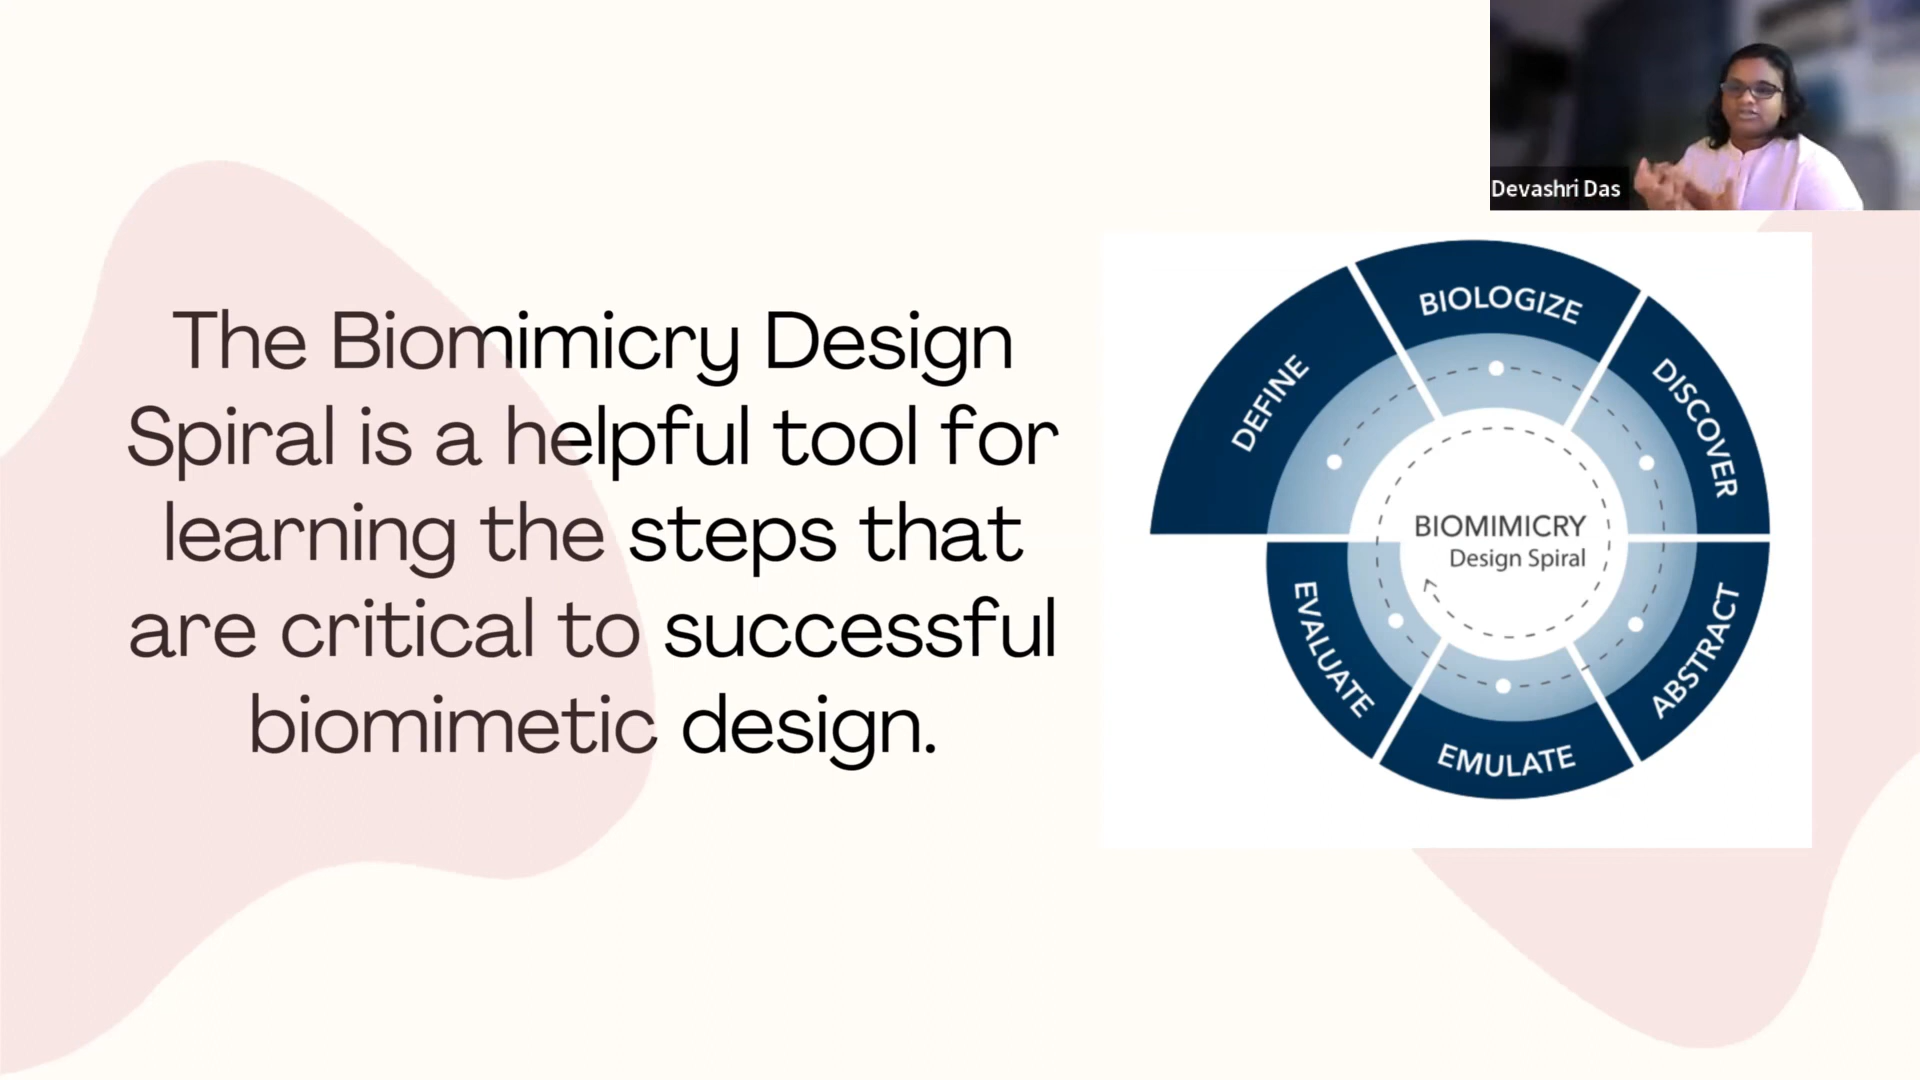 Devashri Das
The Biomimicry Design
Spiral is a helpful tool for
learning the steps that
are critical to successful
biomimetic design.
DEFINE
BIOLOGIZE
DISCOVER
ABSTRACT
EMULATE
EVALUATE
BIOMIMICRY
Design Spiral